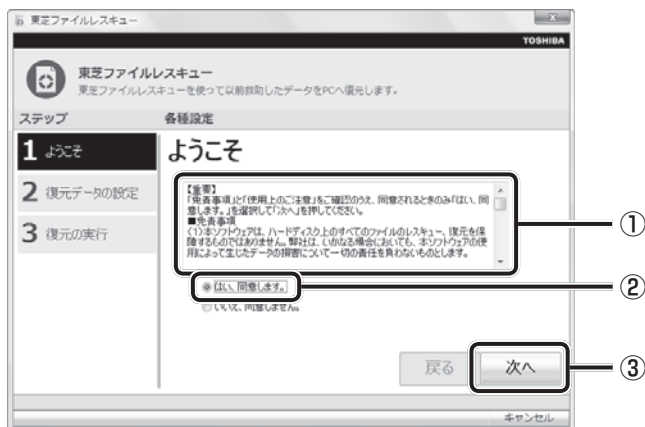 東芝ファイルレスキュー
TOSHIBA
東芝ファイルレスキュー
東芝ファイルレスキューを使って以前救助したデータをPCへ復元します。
ステップ
各種設定
1 ようこそ
2 復元データの設定
3 復元の実行
ようこそ
【重要】
「免責事項」と「使用上のご注意」をご確認のうえ、同意されるときのみ「はい、同
意します。」を選択して「次へ」を押してください。
■免責事項
(1)本ソフトウェアは、ハードディスク上のすべてのファイルのレスキュー、復元を保
障するものではありません。弊社は、いかなる場合においても、本ソフトウェアの使
用によって生じたデータの損害について一切の責任を負わないものとします。
①
はい、同意します。
②
いいえ、同意しません。
戻る
次へ
③
キャンセル